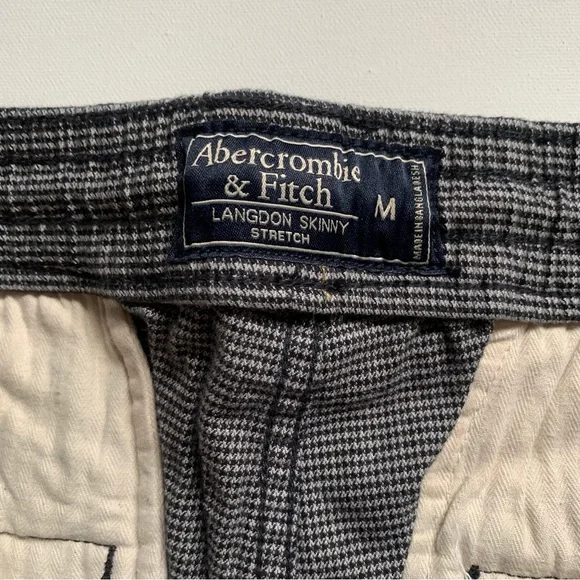 Abercrombie
& Fitch
LANGDON SKINNY
STRETCH
M
MADE IN BANGLADESH